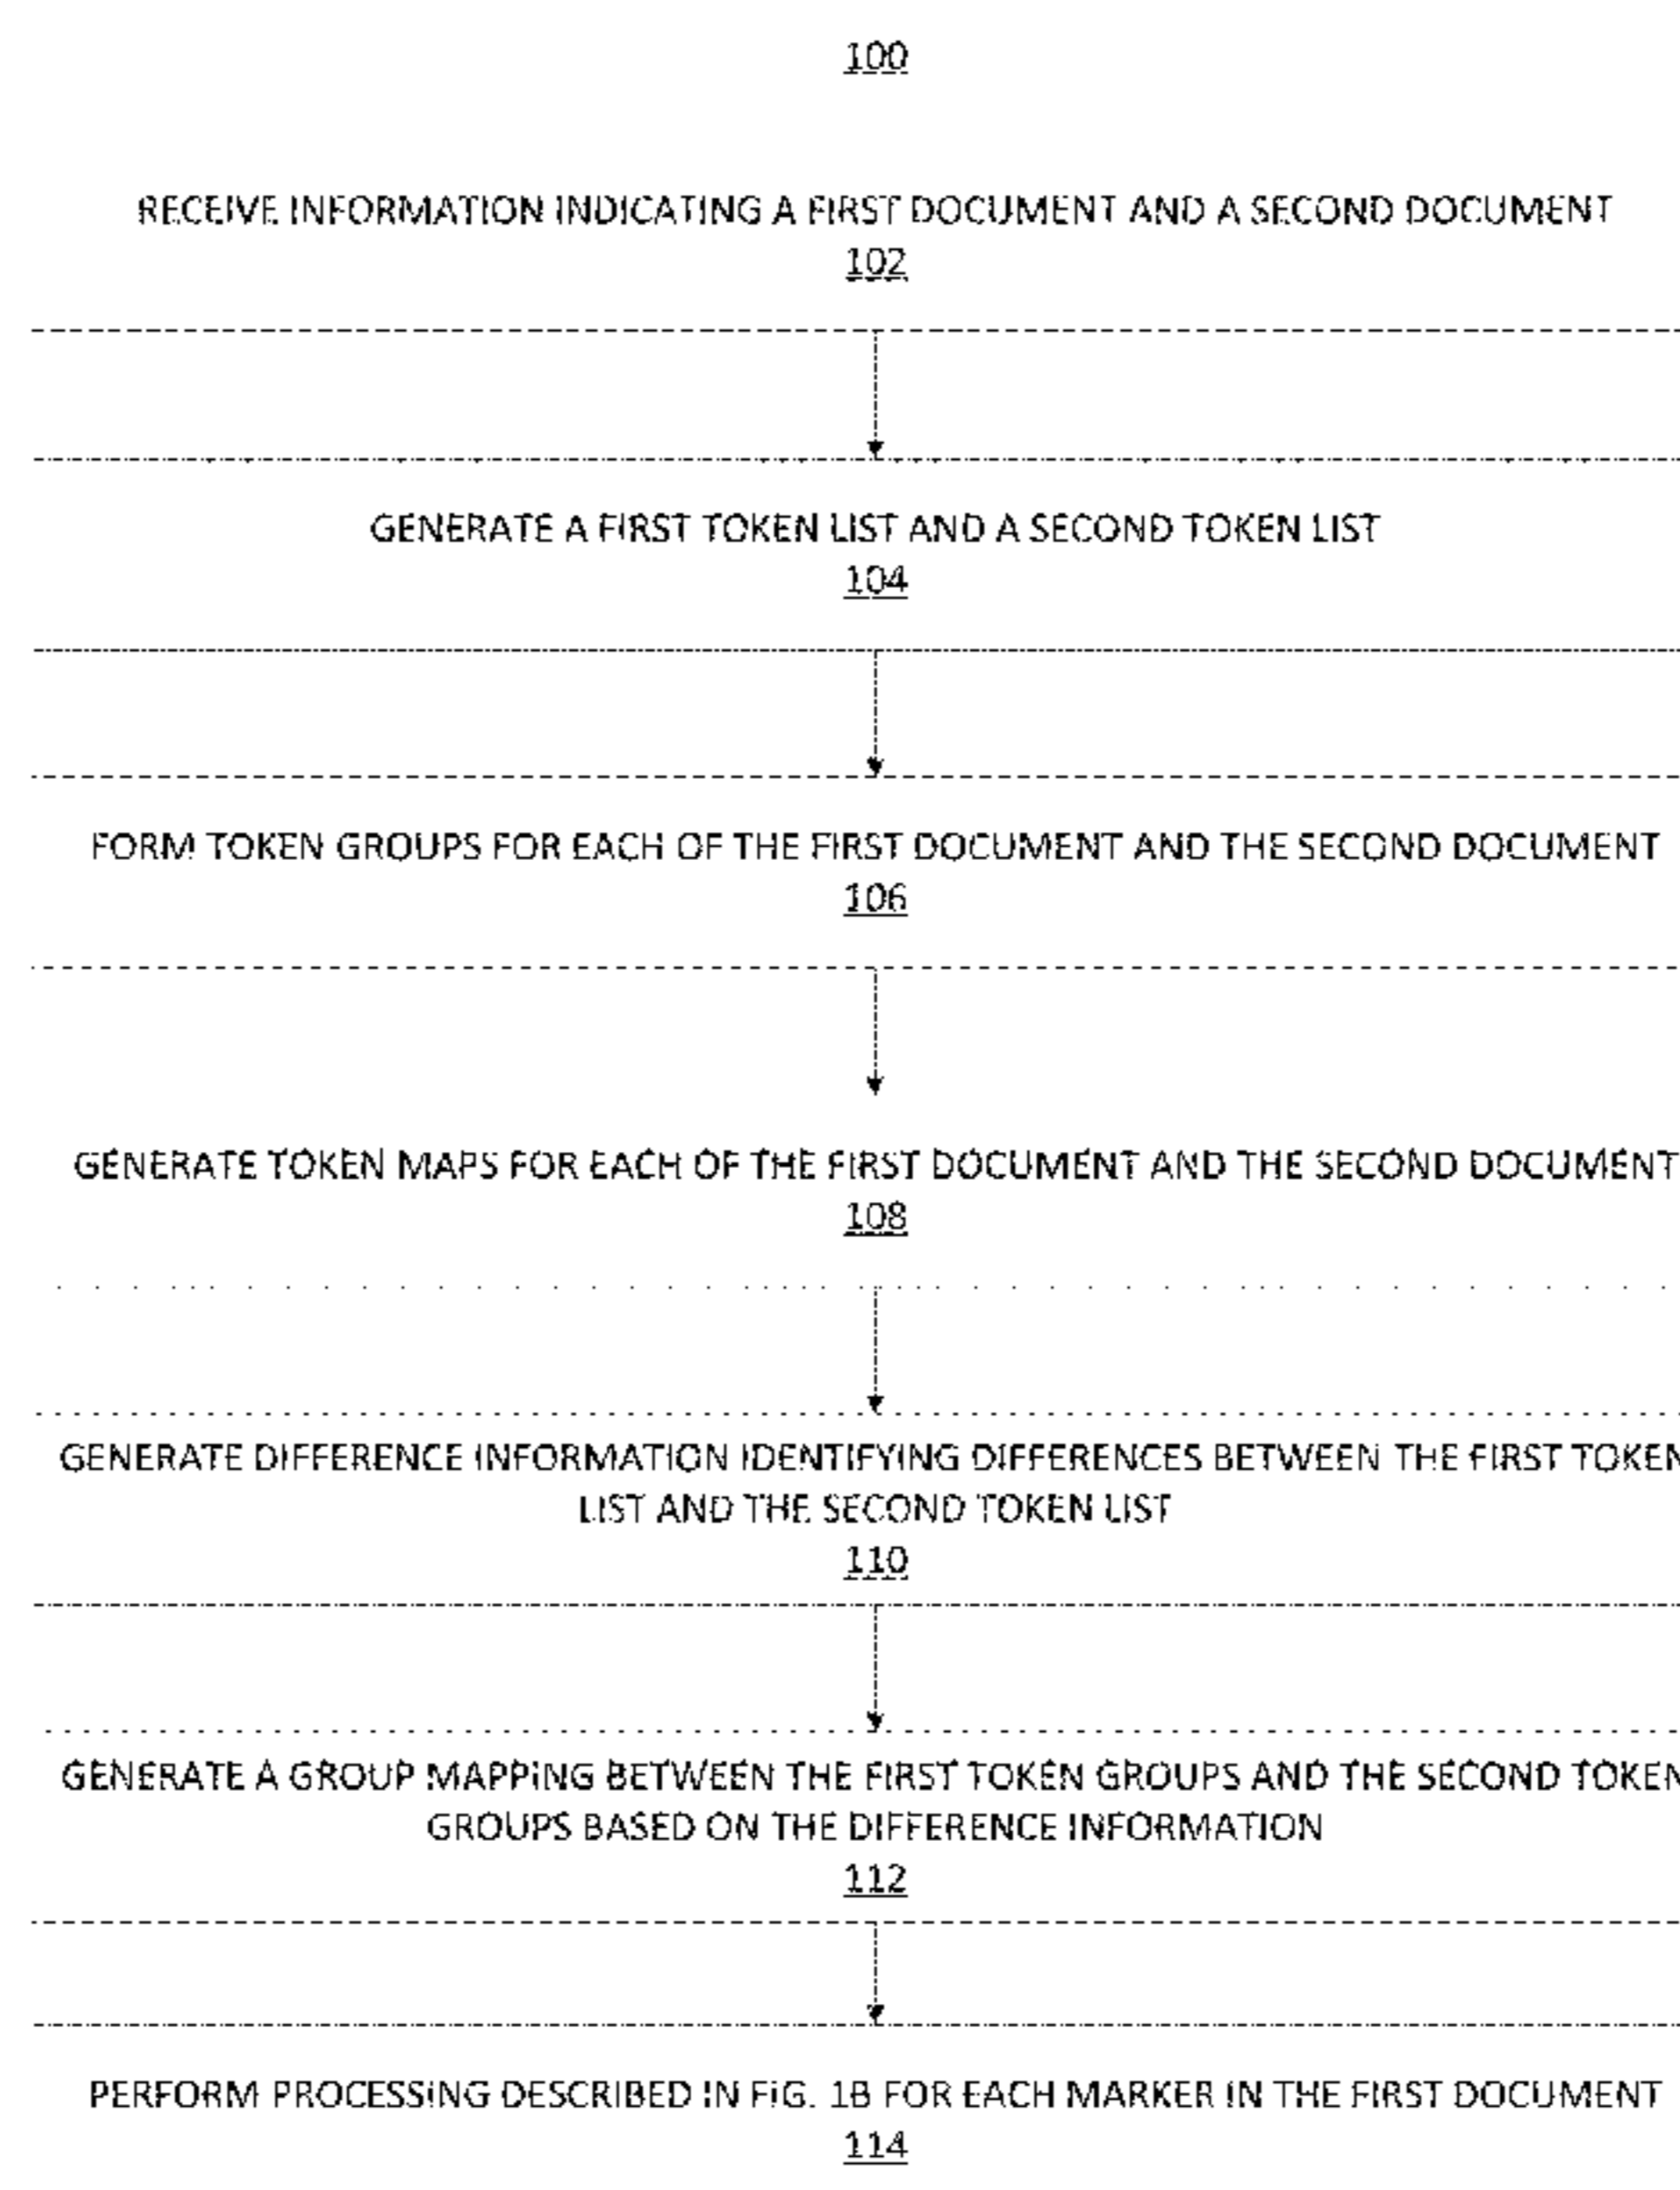 100
RECEIVE INFORMATION INDICATING A FIRST DOCUMENT AND A SECOND DOCUMENT
102
GENERATE A FIRST TOKEN LIST AND A SECOND TOKEN LIST
104
FORM TOKEN GROUPS FOR EACH OF THE FIRST DOCUMENT AND THE SECOND DOCUMENT
106
GENERATE TOKEN MAPS FOR EACH OF THE FIRST DOCUMENT AND THE SECOND DOCUMENT
108
GENERATE DIFFERENCE INFORMATION IDENTIFYING DIFFERENCES BETWEEN THE FIRST TOKEN
LIST AND THE SECOND TOKEN LIST
110
GENERATE A GROUP MAPPING BETWEEN THE FIRST TOKEN GROUPS AND THE SECOND TOKEN
GROUPS BASED ON THE DIFFERENCE INFORMATION
112
PERFORM PROCESSING DESCRIBED IN FIG. 1B FOR EACH MARKER IN THE FIRST DOCUMENT
114